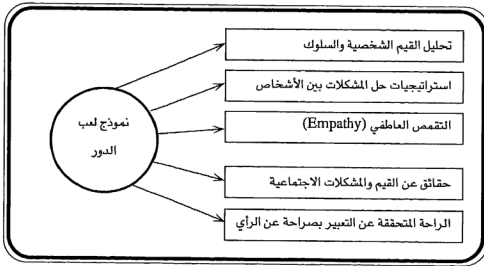 تحليل القيم الشخصية والسلوك
استراتيجيات حل المشكلات بين الأشخاص
نموذج لعب
الدور
التقمص العاطفي (Empathy)
حقائق عن القيم والمشكلات الاجتماعية
الراحة المتحققة عن التعبير بصراحة عن الرأي